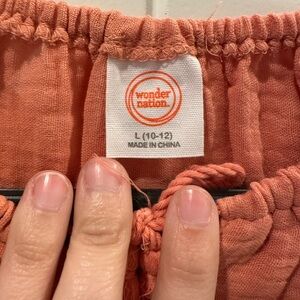 wonder
nation.
L (10-12)
MADE IN CHINA